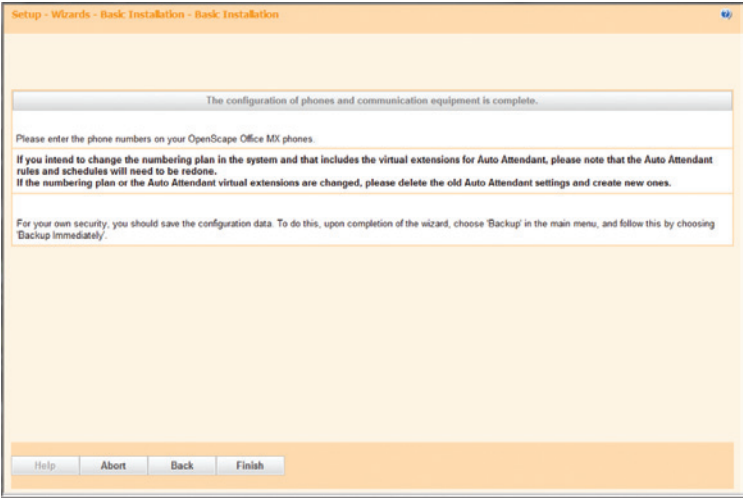 Setup - Wizards - Basic Installation - Basic Installation
The configuration of phones and communication equipment is complete.
Please enter the phone numbers on your OpenScape Office MX phones.
If you intend to change the numbering plan in the system and that includes the virtual extensions for Auto Attendant, please note that the Auto Attendant
rules and schedules will need to be redone.
If the numbering plan or the Auto Attendant virtual extensions are changed, please delete the old Auto Attendant settings and create new ones.
For your own security, you should save the configuration data. To do this, upon completion of the wizard, choose 'Backup' in the main menu, and follow this by choosing
'Backup Immediately'.
Help Abort Back Finish